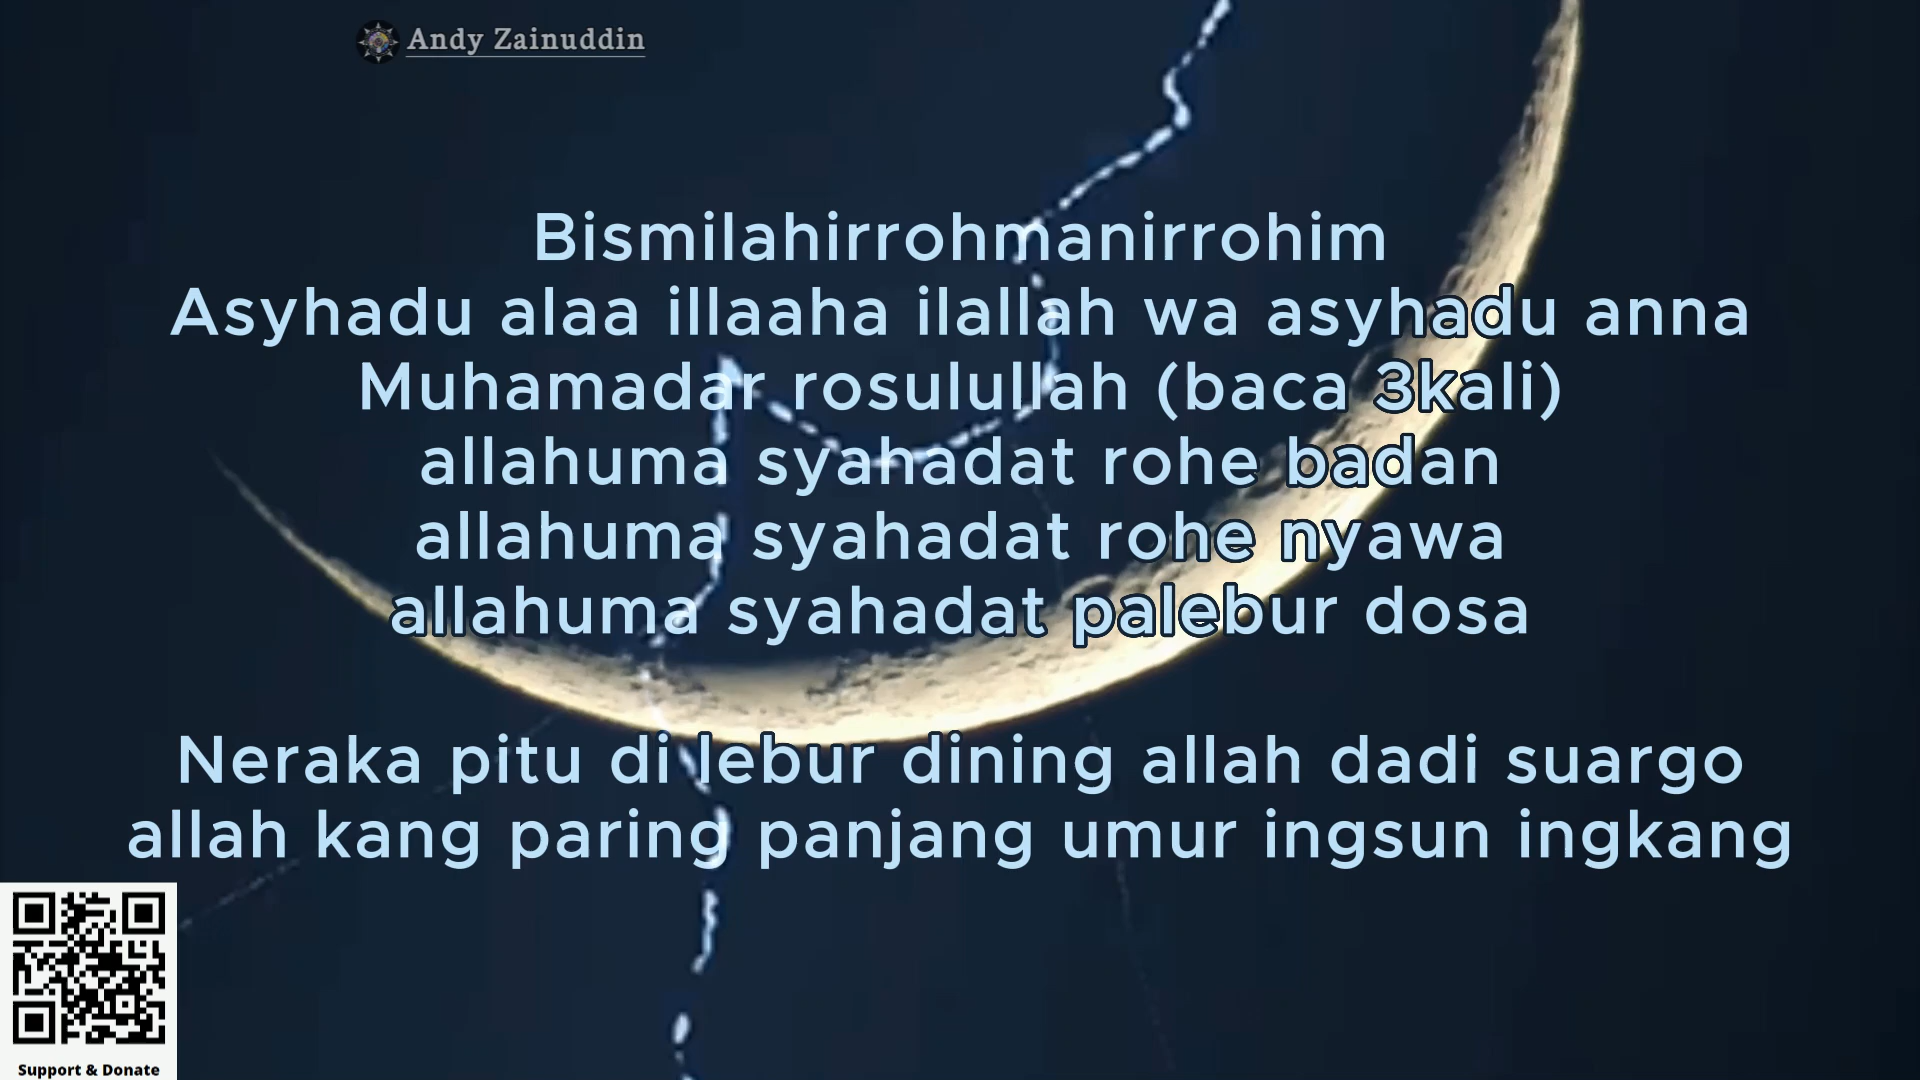 Andy Zainuddin
Bismilahirrohmanirrohim
Asyhadu alaa illaaha ilallah wa asyhadu anna
Muhamadar rosulullah (baca 3kali)
allahuma syahadat rohe badan
allahuma syahadat rohe nyawa
allahuma syahadat palebur dosa
Neraka pitu di lebur dining allah dadi suargo
allah kang paring panjang umur ingsun ingkang
Support & Donate